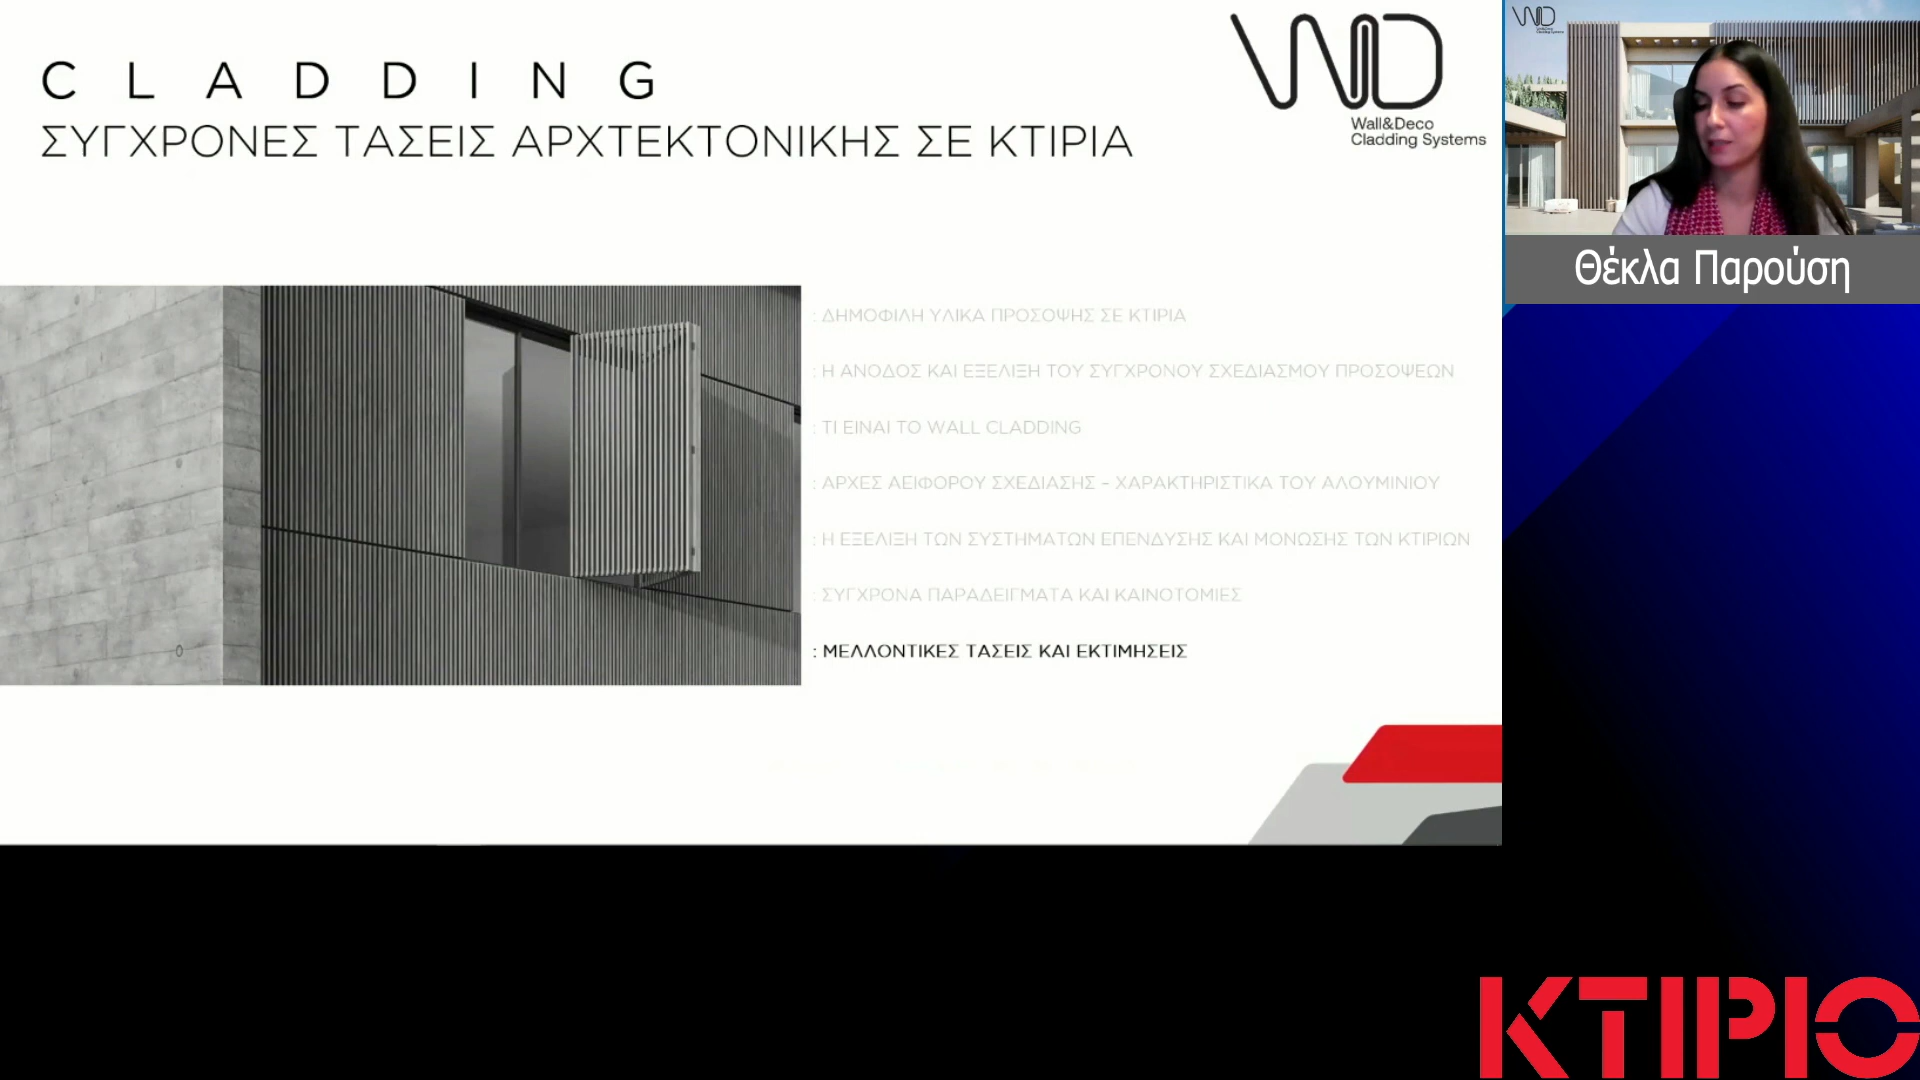 C L A D D I N G
ΣΥΓΧΡΟΝΕΣ ΤΑΣΕΙΣ ΑΡΧΤΕΚΤΟΝΙΚΗΣ ΣΕ ΚΤΙΡΙΑ
WD
Wall&Deco
Cladding Systems
: ΔΗΜΟΦΙΛΗ ΥΛΙΚΑ ΠΡΟΣΟΨΗΣ ΣΕ ΚΤΙΡΙΑ
: Η ΑΝΟΔΟΣ ΚΑΙ ΕΞΕΛΙΞΗ ΤΟΥ ΣΥΓΧΡΟΝΟΥ ΣΧΕΔΙΑΣΜΟΥ ΠΡΟΣΟΨΕΩΝ
: ΤΙ ΕΙΝΑΙ ΤΟ WALL CLADDING
: ΑΡΧΕΣ ΑΕΙΦΟΡΟΥ ΣΧΕΔΙΑΣΗΣ – ΧΑΡΑΚΤΗΡΙΣΤΙΚΑ ΤΟΥ ΑΛΟΥΜΙΝΙΟΥ
: Η ΕΞΕΛΙΞΗ ΤΩΝ ΣΥΣΤΗΜΑΤΩΝ ΕΠΕΝΔΥΣΗΣ ΚΑΙ ΜΟΝΩΣΗΣ ΤΩΝ ΚΤΙΡΙΩΝ
: ΣΥΓΧΡΟΝΑ ΠΑΡΑΔΕΙΓΜΑΤΑ ΚΑΙ ΚΑΙΝΟΤΟΜΙΕΣ
: ΜΕΛΛΟΝΤΙΚΕΣ ΤΑΣΕΙΣ ΚΑΙ ΕΚΤΙΜΗΣΕΙΣ
WD
Θέκλα Παρούση
ΚΤΙΡΙΟ